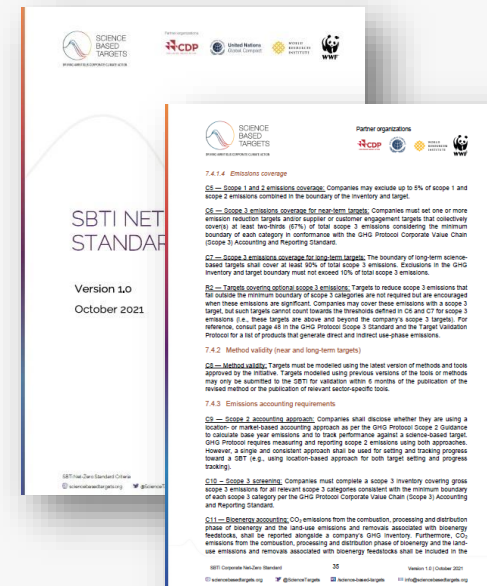 SCIENCE
BASED
TARGETS
DRIVING AMBITIOUS CORPORATE CLIMATE ACTION
Partner organizations
CDP
United Nations
Global Compact
WORLD
RESOURCES
INSTITUTE
WWF
SBTI NET
STANDAR
Version 1.0
October 2021
SBTi Net-Zero Standard Criteria
sciencebasedtargets.org
@ScienceT
SCIENCE
BASED
TARGETS
DRIVING AMBITIOUS CORPORATE CLIMATE ACTION
Partner organizations
CDP
WORLD
RESOURCES
INSTITUTE
WWF
7.4.1.4 Emissions coverage
C5 — Scope 1 and 2 emissions coverage: Companies may exclude up to 5% of scope 1 and
scope 2 emissions combined in the boundary of the inventory and target.
C6 — Scope 3 emissions coverage for near-term targets: Companies must set one or more
emission reduction targets and/or supplier or customer engagement targets that collectively
cover(s) at least two-thirds (67%) of total scope 3 emissions considering the minimum
boundary of each category in conformance with the GHG Protocol Corporate Value Chain
(Scope 3) Accounting and Reporting Standard.
C7 — Scope 3 emissions coverage for long-term targets: The boundary of long-term science-
based targets shall cover at least 90% of total scope 3 emissions. Exclusions in the GHG
Inventory and target boundary must not exceed 10% of total scope 3 emissions.
R2 — Targets covering optional scope 3 emissions: Targets to reduce scope 3 emissions that
fall outside the minimum boundary of scope 3 categories are not required but are encouraged
when these emissions are significant. Companies may cover these emissions with a scope 3
target, but such targets cannot count towards the thresholds defined in C6 and C7 for scope 3
emissions (i.e., these targets are above and beyond the company's scope 3 targets). For
reference, consult page 48 in the GHG Protocol Scope 3 Standard and the Target Validation
Protocol for a list of products that generate direct and indirect use-phase emissions.
7.4.2 Method validity (near and long-term targets)
C8 — Method validity: Targets must be modelled using the latest version of methods and tools
approved by the initiative. Targets modelled using previous versions of the tools or methods
may only be submitted to the SBTi for validation within 6 months of the publication of the
revised method or the publication of relevant sector-specific tools.
7.4.3 Emissions accounting requirements
C9 — Scope 2 accounting approach: Companies shall disclose whether they are using a
location- or market-based accounting approach as per the GHG Protocol Scope 2 Guidance
to calculate base year emissions and to track performance against a science-based target.
GHG Protocol requires measuring and reporting scope 2 emissions using both approaches.
However, a single and consistent approach shall be used for setting and tracking progress
toward a SBT (e.g., using location-based approach for both target setting and progress
tracking).
C10 – Scope 3 screening: Companies must complete a scope 3 inventory covering gross
scope 3 emissions for all relevant scope 3 categories consistent with the minimum boundary
of each scope 3 category per the GHG Protocol Corporate Value Chain (Scope 3) Accounting
and Reporting Standard.
C11 — Bioenergy accounting: CO₂ emissions from the combustion, processing and distribution
phase of bioenergy and the land-use emissions and removals associated with bioenergy
feedstocks, shall be reported alongside a company's GHG inventory. Furthermore, CO₂
emissions from the combustion, processing and distribution phase of bioenergy and the land-
use emissions and removals associated with bioenergy feedstocks shall be included in the
SBTi Corporate Net-Zero Standard
35
Version 1.0 | October 2021
sciencebasedtargets.org
@ScienceTargets
/science-based-targets
info@sciencebasedtargets.org